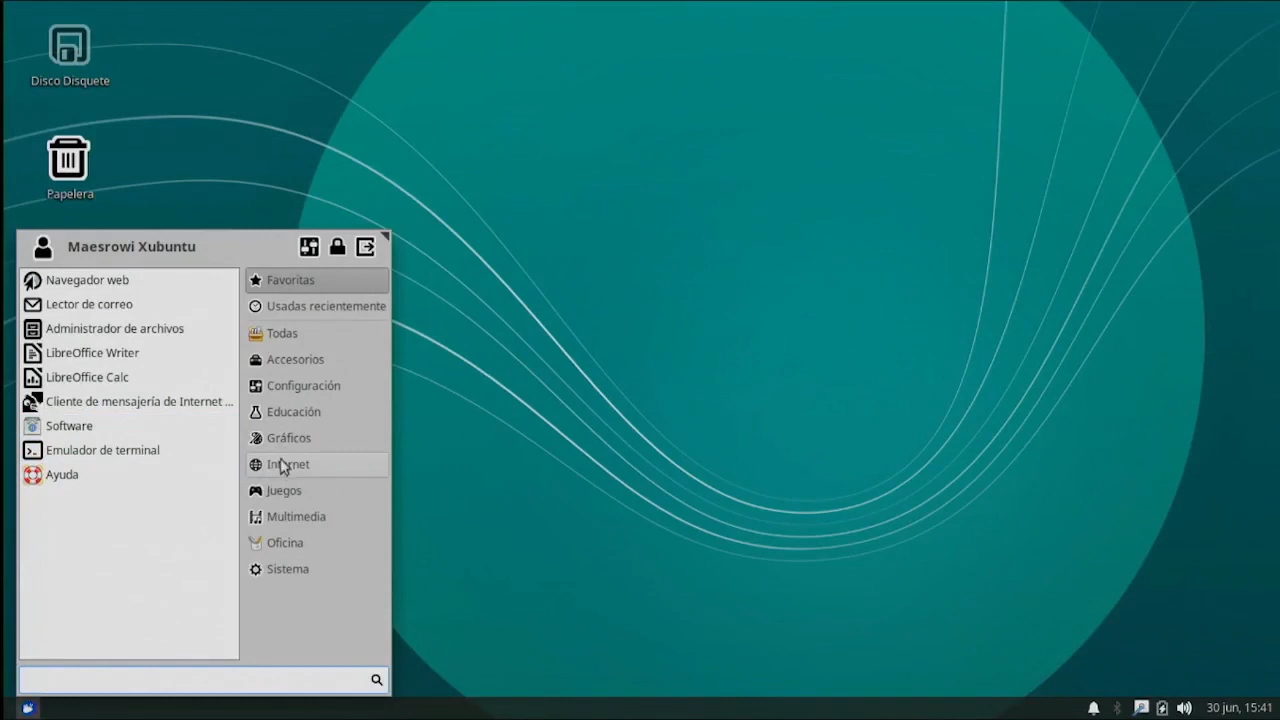 Disco Disquete
Papelera
Maesrowi Xubuntu
Navegador web
Lector de correo
Administrador de archivos
LibreOffice Writer
LibreOffice Calc
Cliente de mensajería de Internet ...
Software
Emulador de terminal
Ayuda
Favoritas
Usadas recientemente
Todas
Accesorios
Configuración
Educación
Gráficos
Internet
Juegos
Multimedia
Oficina
Sistema
30 jun, 15:41